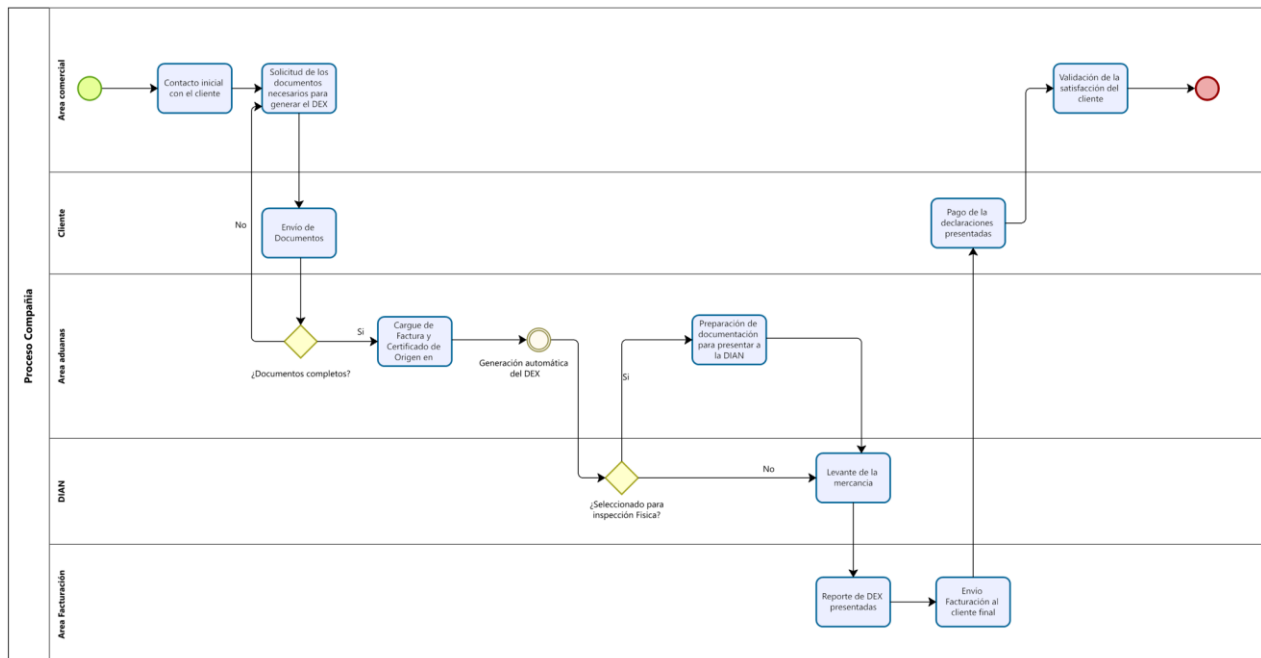 Proceso Compañia
Area comercial
Contacto inicial
con el cliente
Solicitud de los
documentos
necesarios para
generar el DEX
Validación de la
satisfacción del
cliente
Cliente
No
Envío de
Documentos
Pago de la
declaraciones
presentadas
Area aduanas
¿Documentos completos?
Si
Cargue de
Factura y
Certificado de
Origen en
Generación automática
del DEX
Si
Preparación de
documentación
para presentar a
la DIAN
DIAN
¿Seleccionado para
inspección Fisica?
No
Levante de la
mercancia
Area Facturación
Reporte de DEX
presentadas
Envio
Facturación al
cliente final